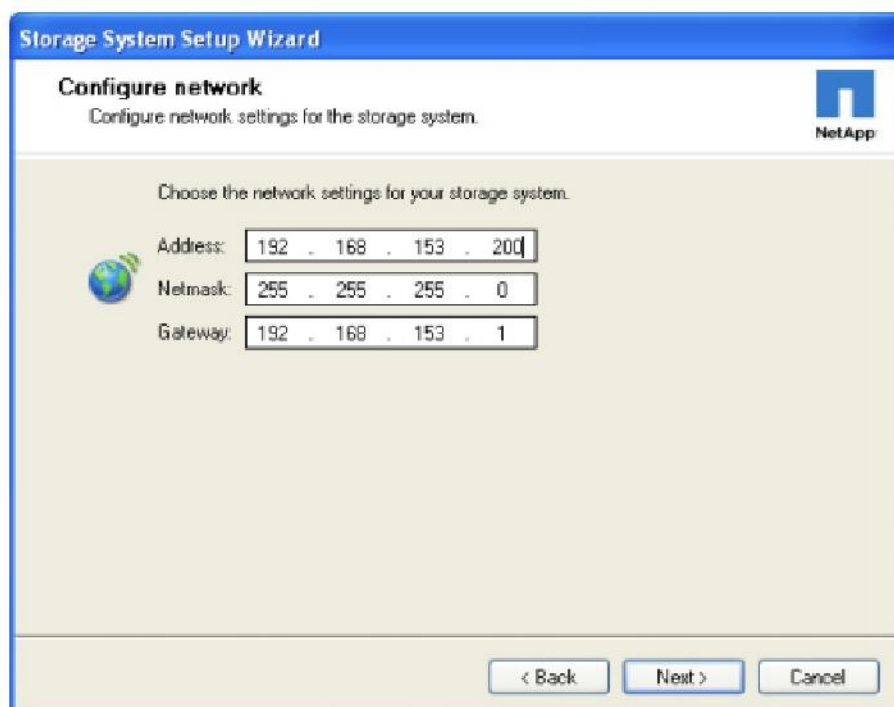 Storage System Setup Wizard
Configure network
Configure network settings for the storage system.
NetApp
Choose the network settings for your storage system.
Address: 192 . 168 . 153 . 200
Netmask: 255 . 255 . 255 . 0
Gateway: 192 . 168 . 153 . 1
< Back Next > Cancel